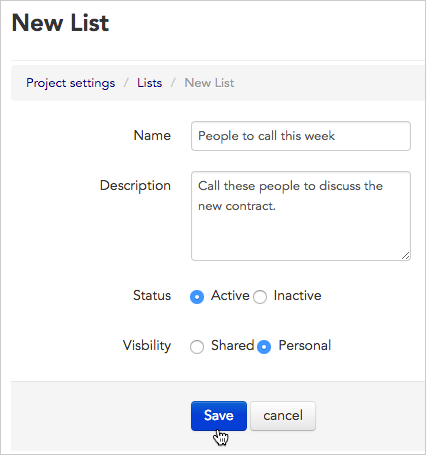 New List
Project settings / Lists / New List
Name People to call this week
Description Call these people to discuss the
new contract.
Status Active Inactive
Visbility Shared Personal
Save cancel